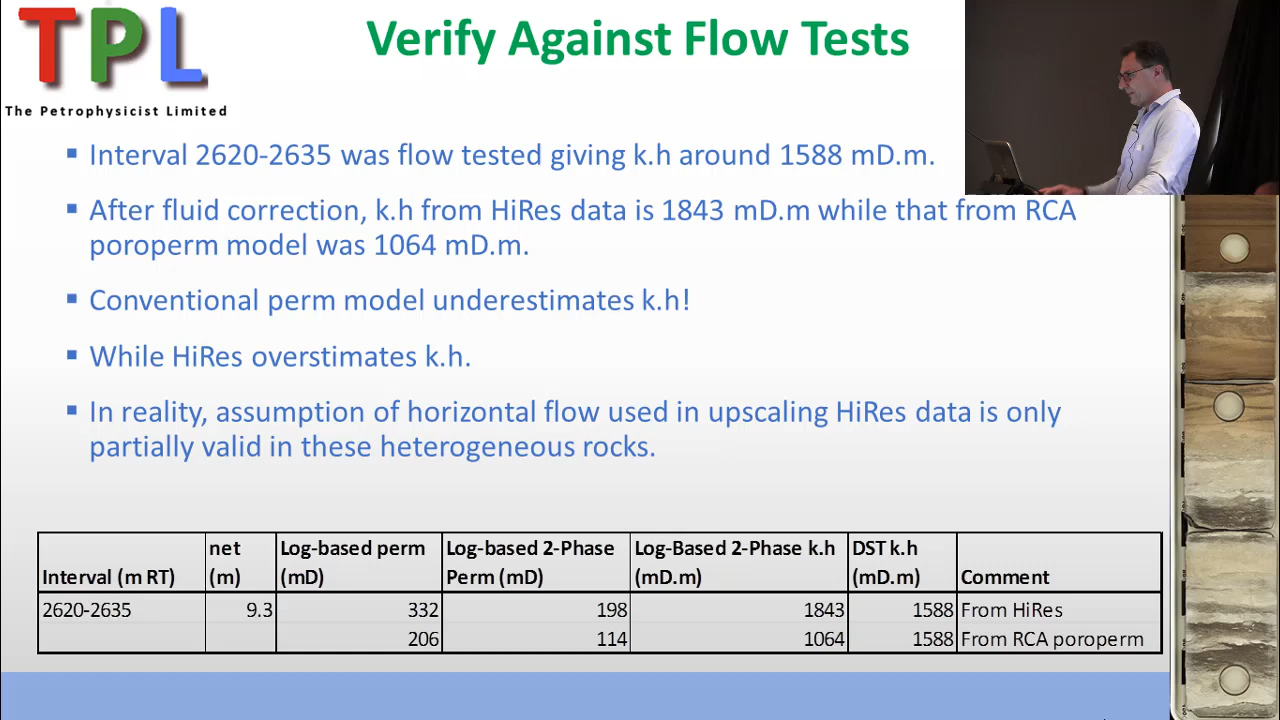 TPL
The Petrophysicist Limited
Verify Against Flow Tests
▪ Interval 2620-2635 was flow tested giving k.h around 1588 mD.m.
▪ After fluid correction, k.h from HiRes data is 1843 mD.m while that from RCA
poroperm model was 1064 mD.m.
▪ Conventional perm model underestimates k.h!
▪ While HiRes overstimates k.h.
▪ In reality, assumption of horizontal flow used in upscaling HiRes data is only
partially valid in these heterogeneous rocks.
Interval (m RT) net (m) Log-based perm (mD) Log-based 2-Phase Perm (mD) Log-Based 2-Phase k.h (mD.m) DST k.h (mD.m) Comment
2620-2635 9.3 332 198 1843 1588 From HiRes
206 114 1064 1588 From RCA poroperm